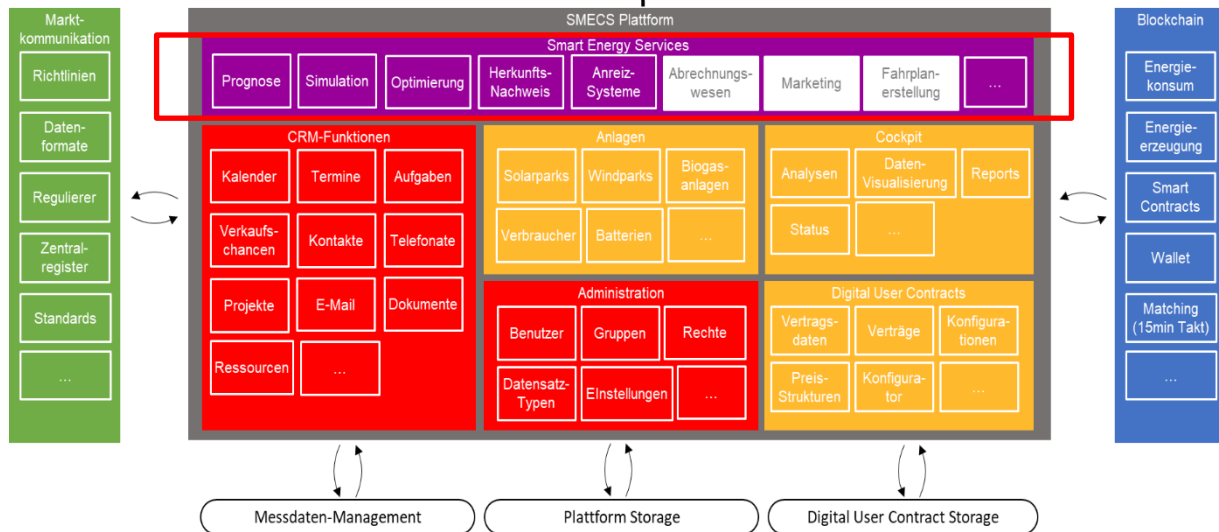 Markt-
kommunikation
Richtlinien
Daten-
formate
Regulierer
Zentral-
register
Standards
...
SMECS Plattform
Smart Energy Services
Prognose
Simulation
Optimierung
Herkunfts-
Nachweis
Anreiz-
Systeme
Abrechnungs-
wesen
Marketing
Fahrplan-
erstellung
...
CRM-Funktionen
Kalender
Termine
Aufgaben
Verkaufs-
chancen
Kontakte
Telefonate
Projekte
E-Mail
Dokumente
Ressourcen
...
Anlagen
Solarparks
Windparks
Biogas-
anlagen
Verbraucher
Batterien
...
Cockpit
Analysen
Daten-
Visualisierung
Reports
Status
...
Administration
Benutzer
Gruppen
Rechte
Datensatz-
Typen
EInstellungen
...
Digital User Contracts
Vertrags-
daten
Verträge
Konfigura-
tionen
Preis-
Strukturen
Konfigura-
tor
...
Blockchain
Energie-
konsum
Energie-
erzeugung
Smart
Contracts
Wallet
Matching
(15min Takt)
...
Messdaten-Management
Plattform Storage
Digital User Contract Storage